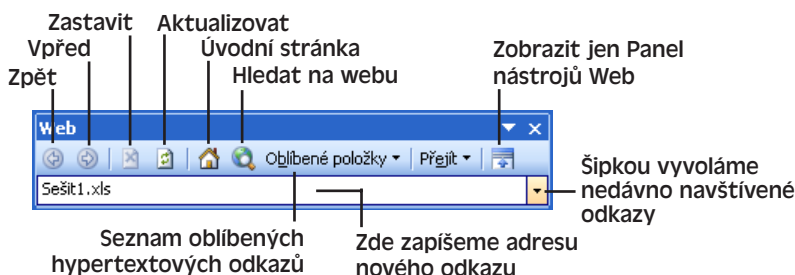 Zastavit Aktualizovat
Vpřed Úvodní stránka
Zpět Hledat na webu
Zobrazit jen Panel
nástrojů Web
Web
Oblíbené položky Přejít
Sešit1.xls
Šipkou vyvoláme
nedávno navštívené
odkazy
Seznam oblíbených
hypertextových odkazů
Zde zapíšeme adresu
nového odkazu